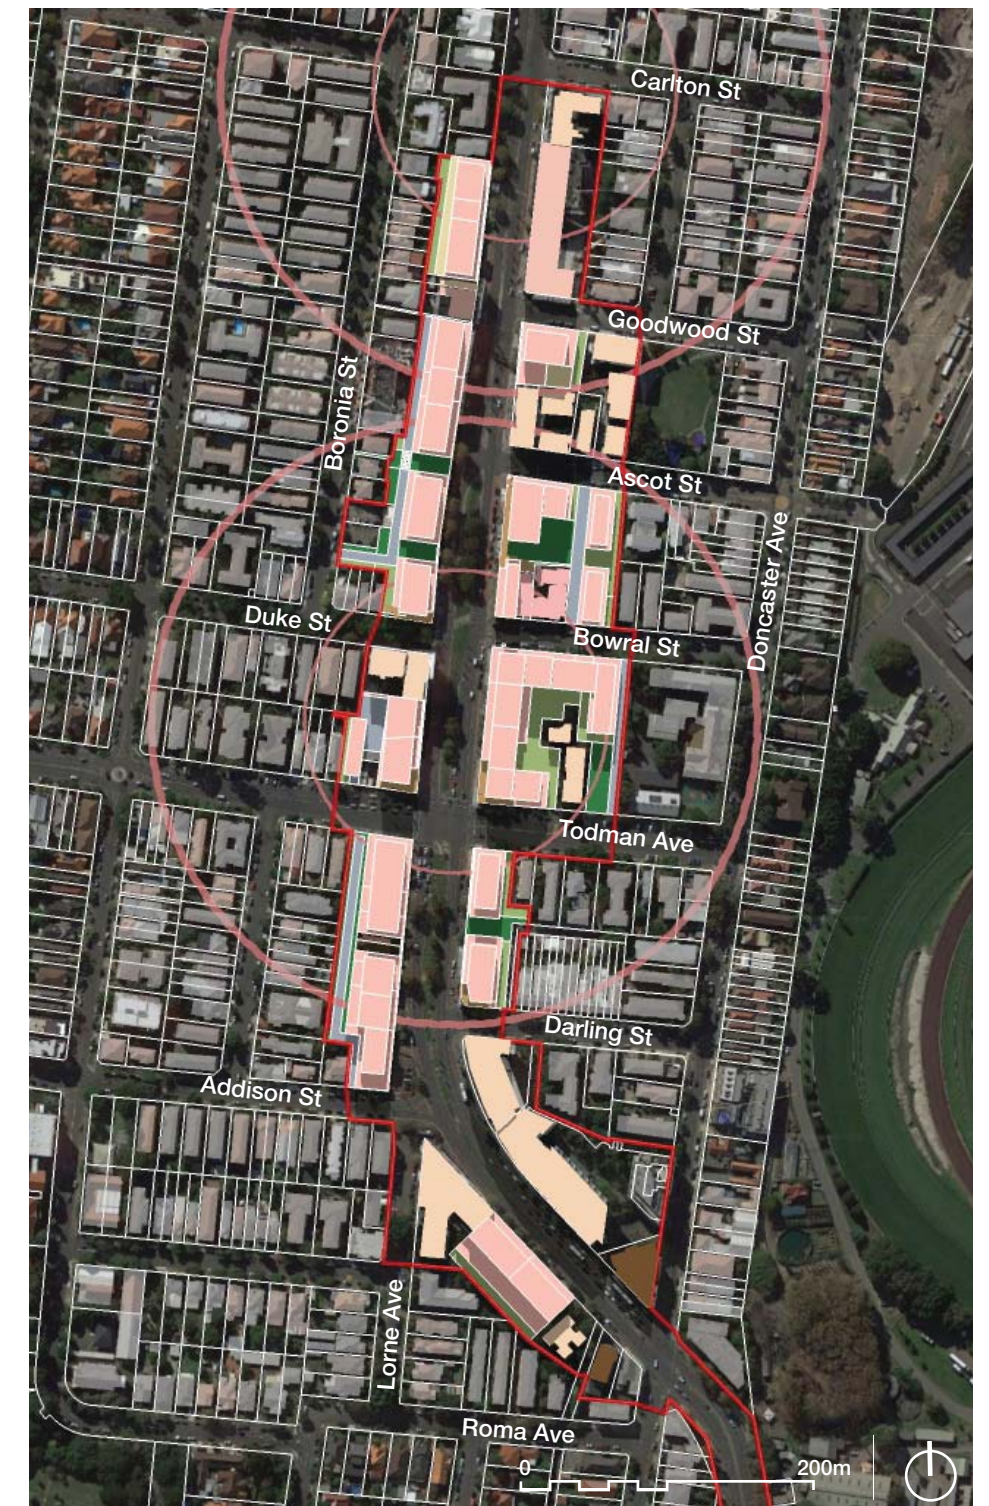 Carlton St
Goodwood St
Boronia St
Ascot St
Doncaster Ave
Duke St
Bowral St
Todman Ave
Darling St
Addison St
Lorne Ave
Roma Ave
0 200m